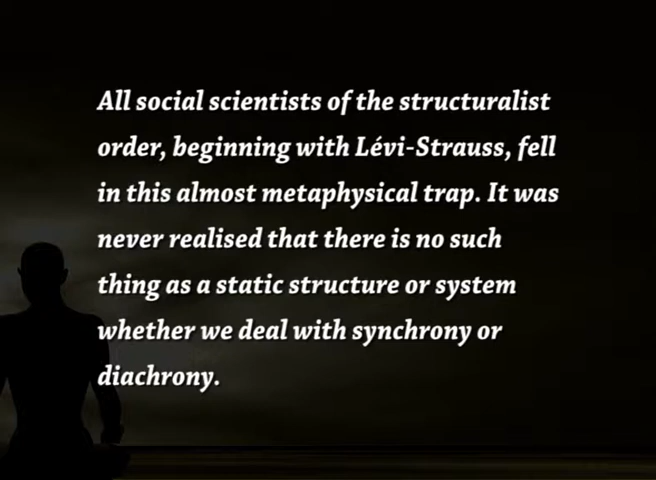 All social scientists of the structuralist
order, beginning with Lévi-Strauss, fell
in this almost metaphysical trap. It was
never realised that there is no such
thing as a static structure or system
whether we deal with synchrony or
diachrony.